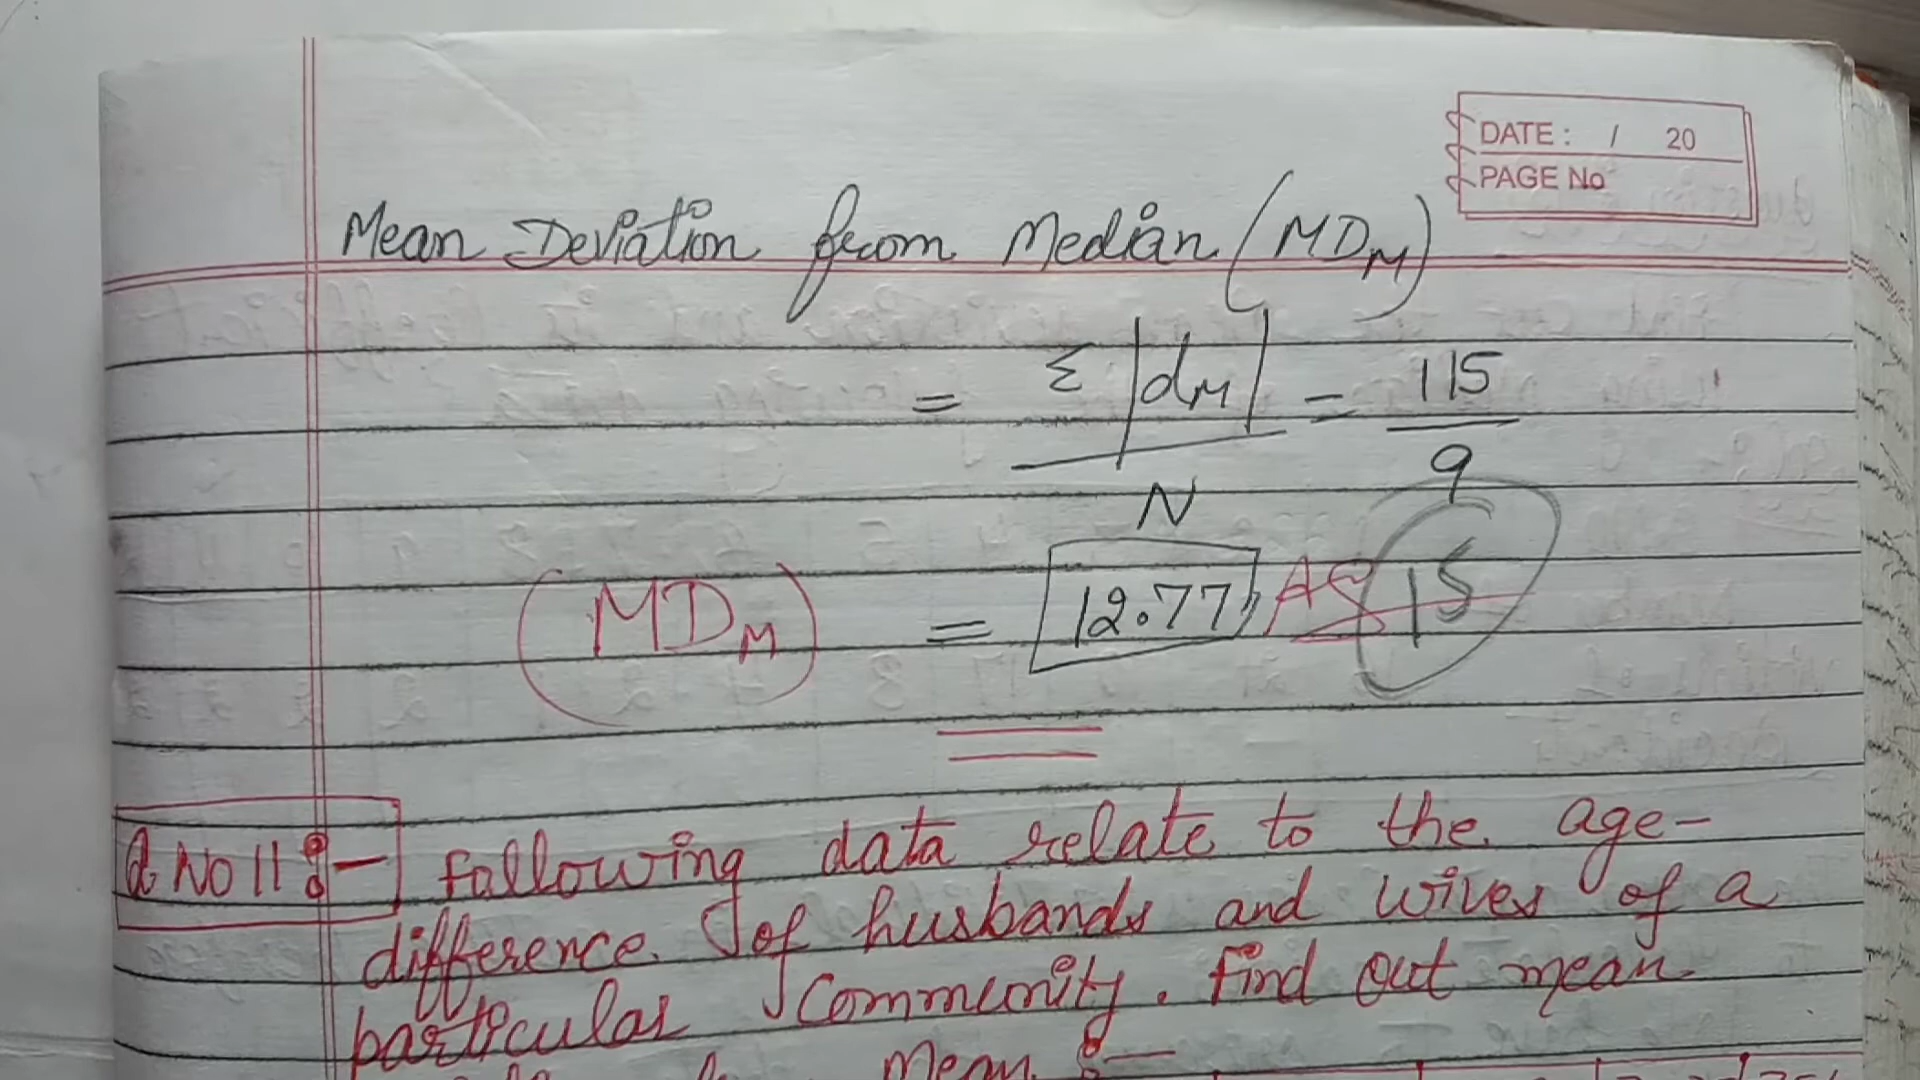 DATE: / 20
PAGE No
Mean Deviation from Median (MDM)
= Σ|dM| / N = 115 / 9
(MDM) = 12.77 AS 15
Q No 11 :- following data relate to the age-
difference of husbands and wives of a
particular Community. find out mean
Mean :-